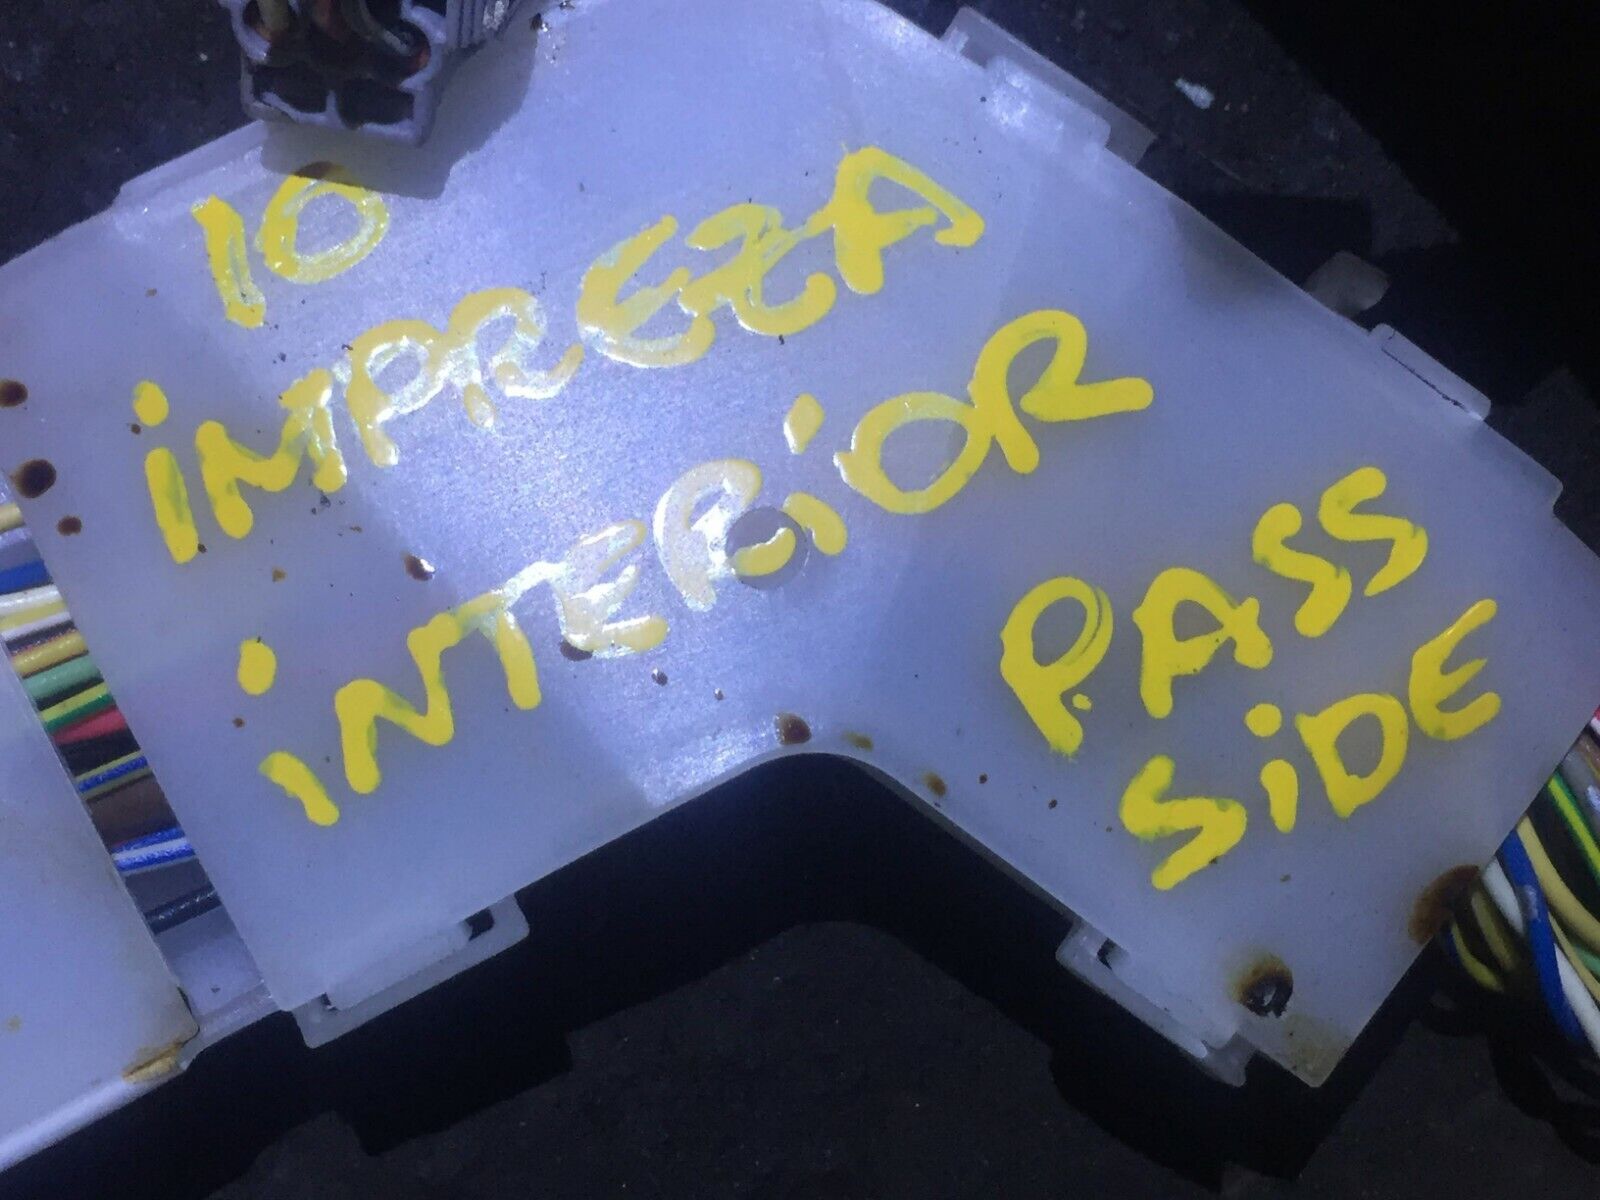 10
iMPREZA
iNTERiOR
PASS
SiDE